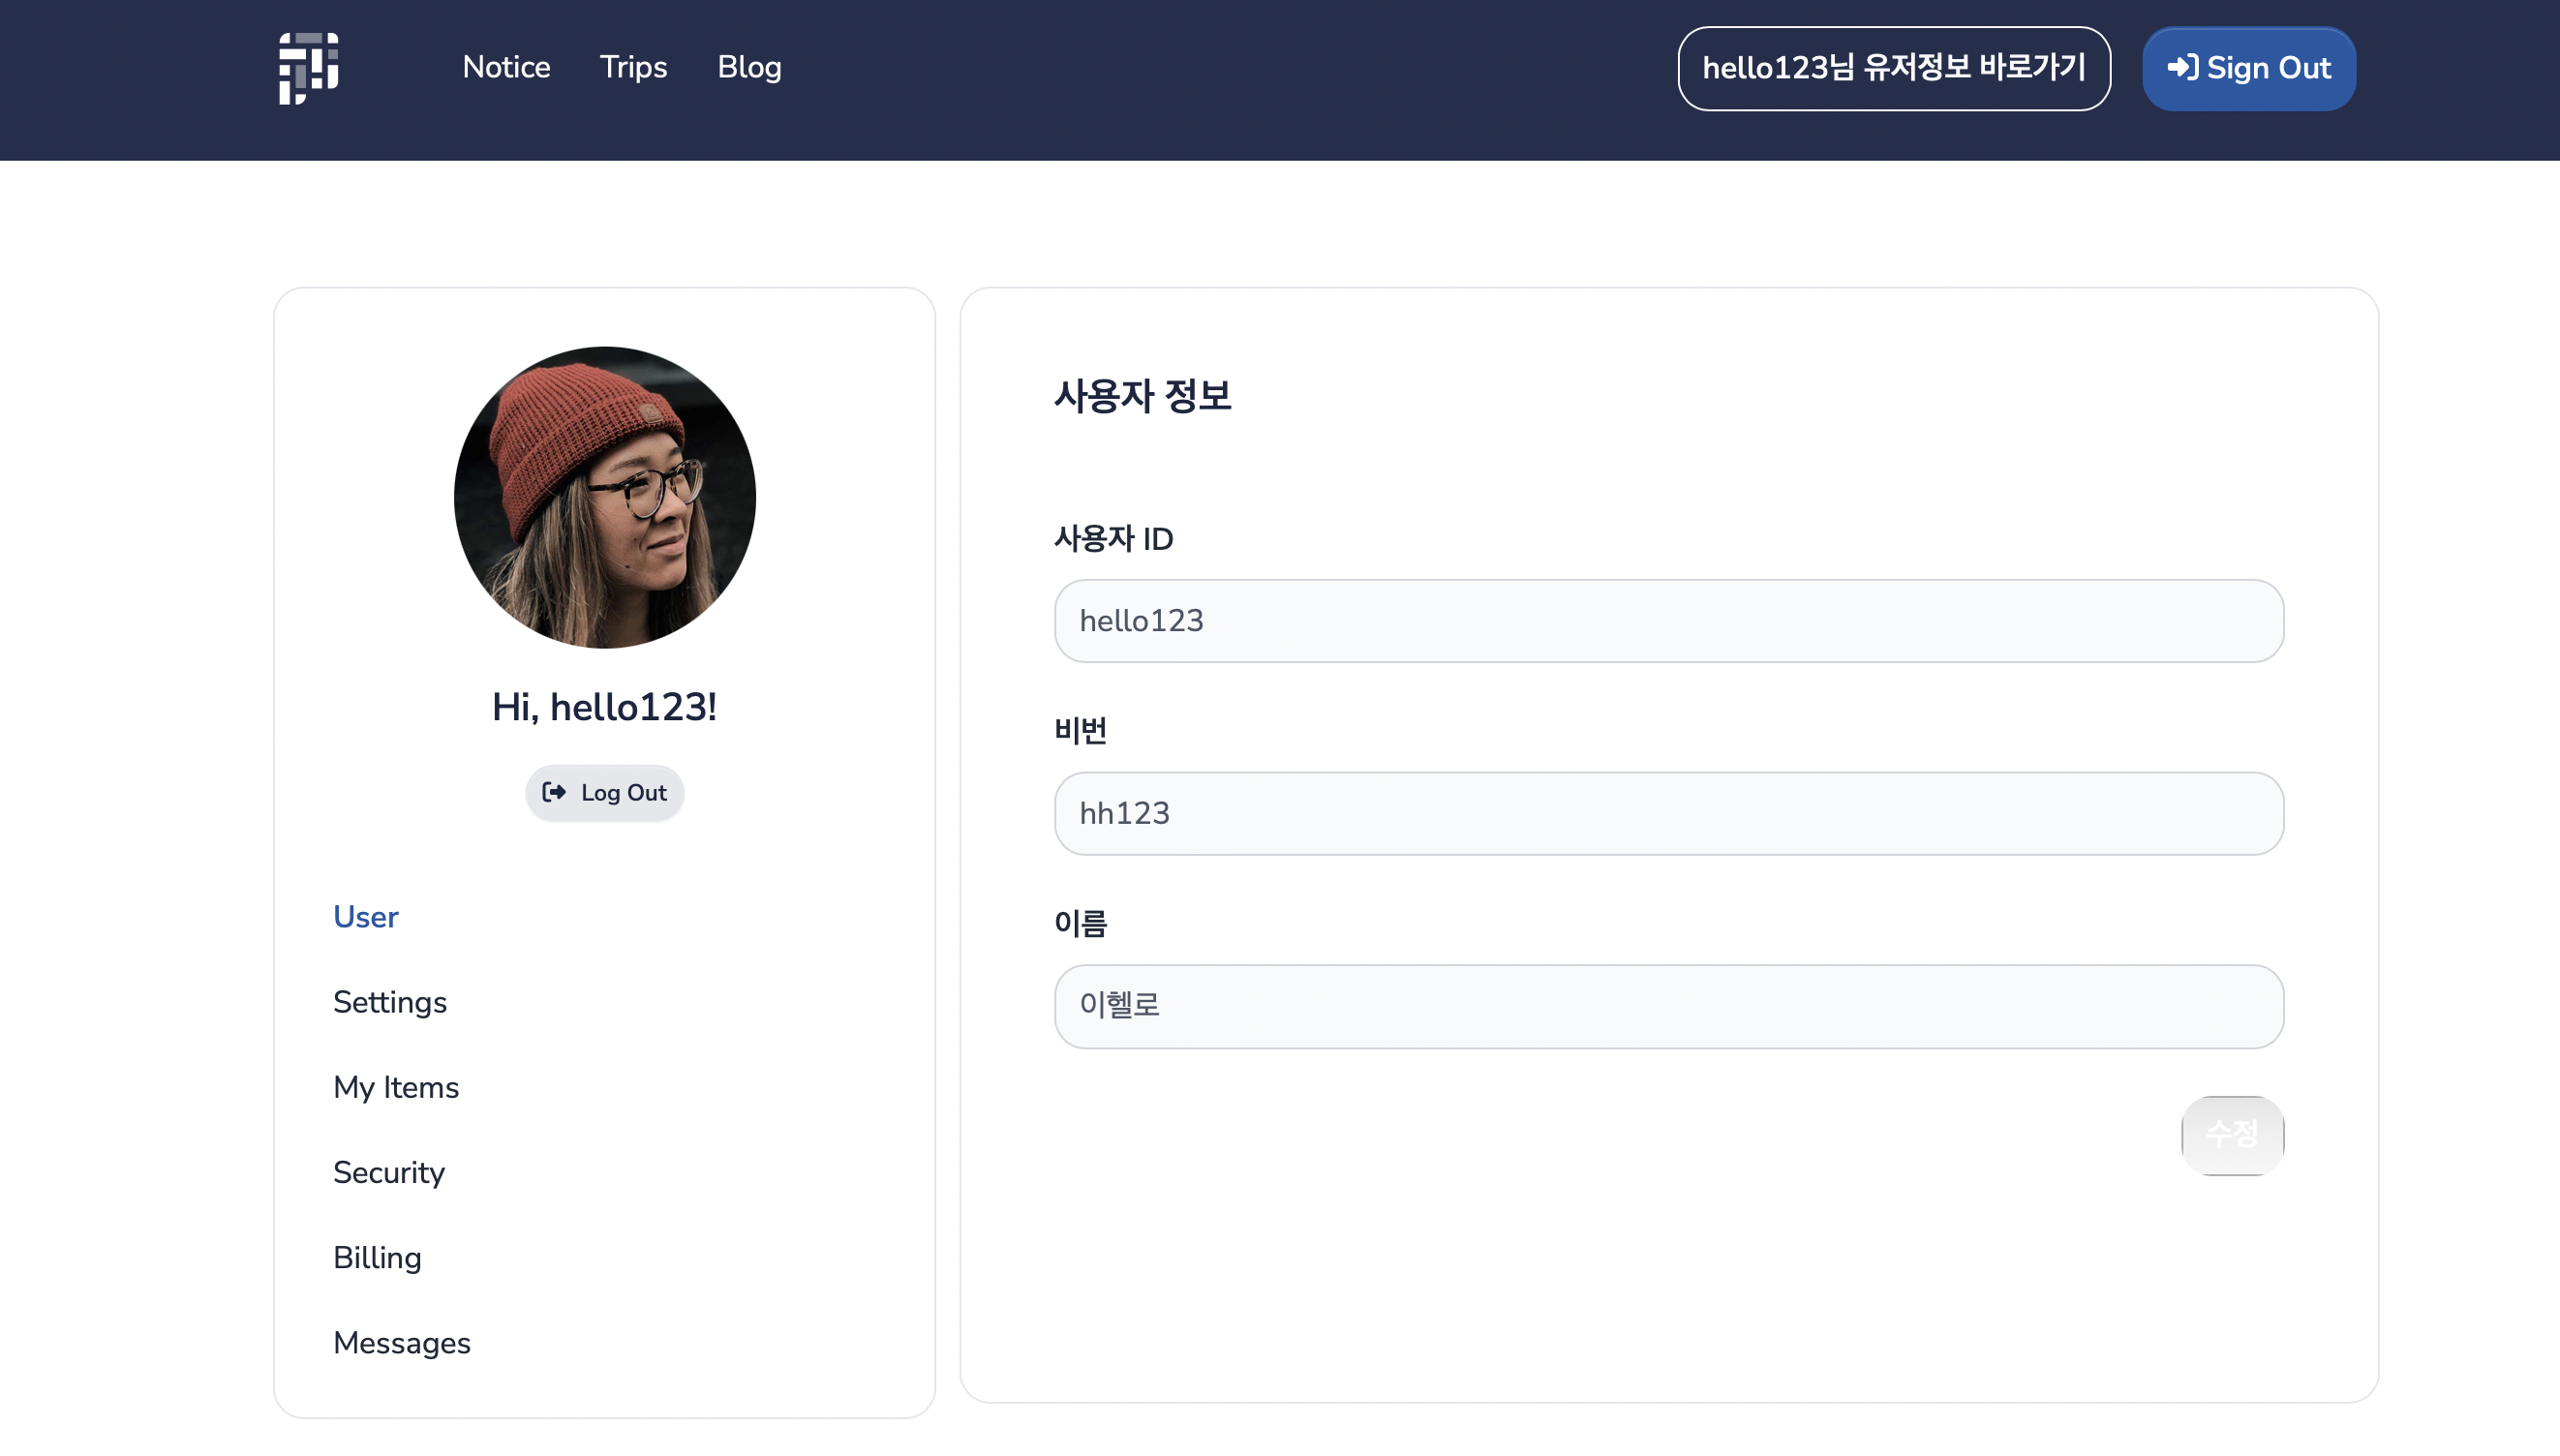 Notice
Trips
Blog
hello123님 유저정보 바로가기
Sign Out
Hi, hello123!
Log Out
User
Settings
My Items
Security
Billing
Messages
사용자 정보
사용자 ID
hello123
비번
hh123
이름
이헬로
수정